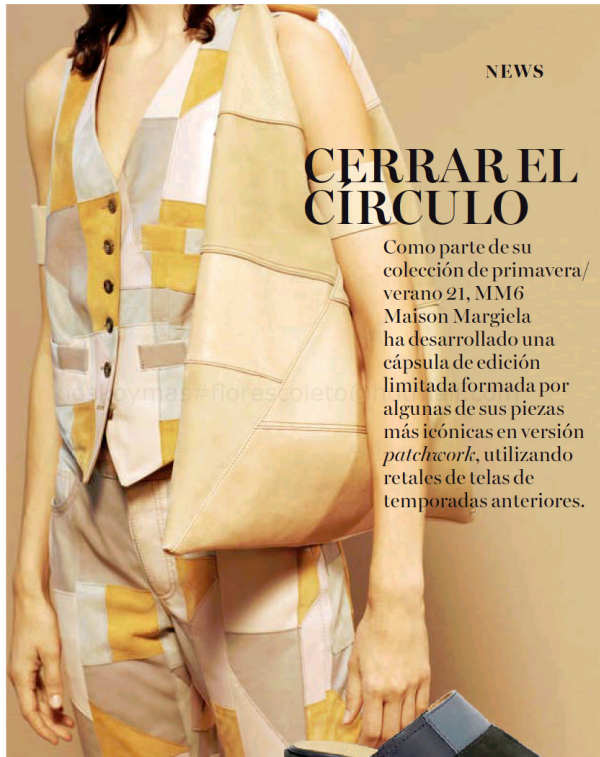 NEWS
CERRAR EL
CÍRCULO
Como parte de su
colección de primavera/
verano 21, MM6
Maison Margiela
ha desarrollado una
cápsula de edición
limitada formada por
algunas de sus piezas
más icónicas en versión
patchwork, utilizando
retales de telas de
temporadas anteriores.